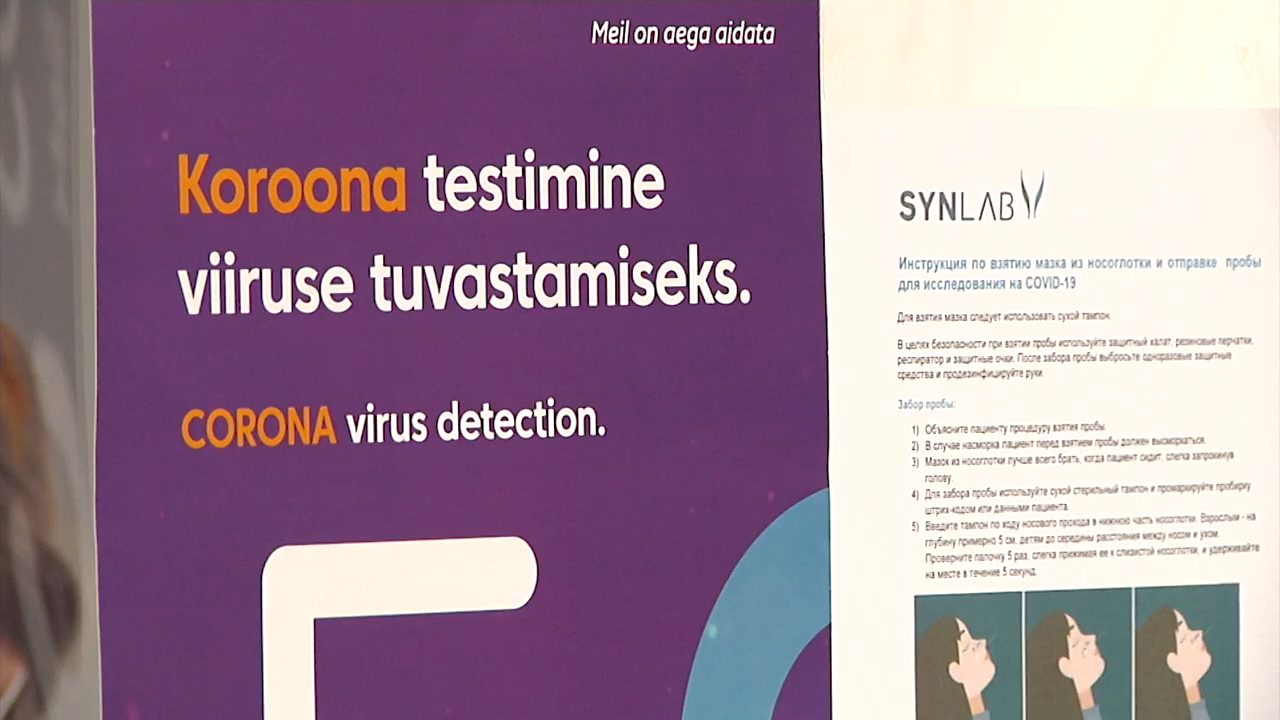 Meil on aega aidata
Koroona testimine
viiruse tuvastamiseks.
CORONA virus detection.
SYNLAB
Инструкция по взятию мазка из носоглотки и отправке пробы
для исследования на COVID-19
Для взятия мазка следует использовать сухой тампон.
В целях безопасности при взятии пробы используйте защитный халат, резиновые перчатки,
респиратор и защитные очки. После забора пробы выбросьте одноразовые защитные
средства и продезинфицируйте руки.
Забор пробы:
1) Объясните пациенту процедуру взятия пробы.
2) В случае насморка пациент перед взятием пробы должен высморкаться.
3) Мазок из носоглотки лучше всего брать, когда пациент сидит, слегка запрокинув
голову.
4) Для забора пробы используйте сухой стерильный тампон и промаркируйте пробирку
штрих-кодом или данными пациента.
5) Введите тампон по ходу носового прохода в нижнюю часть носоглотки. Взрослым - на
глубину примерно 5 см, детям до середины расстояния между носом и ухом.
Проверните палочку 5 раз, слегка прижимая ее к слизистой носоглотки, и удерживайте
на месте в течение 5 секунд.